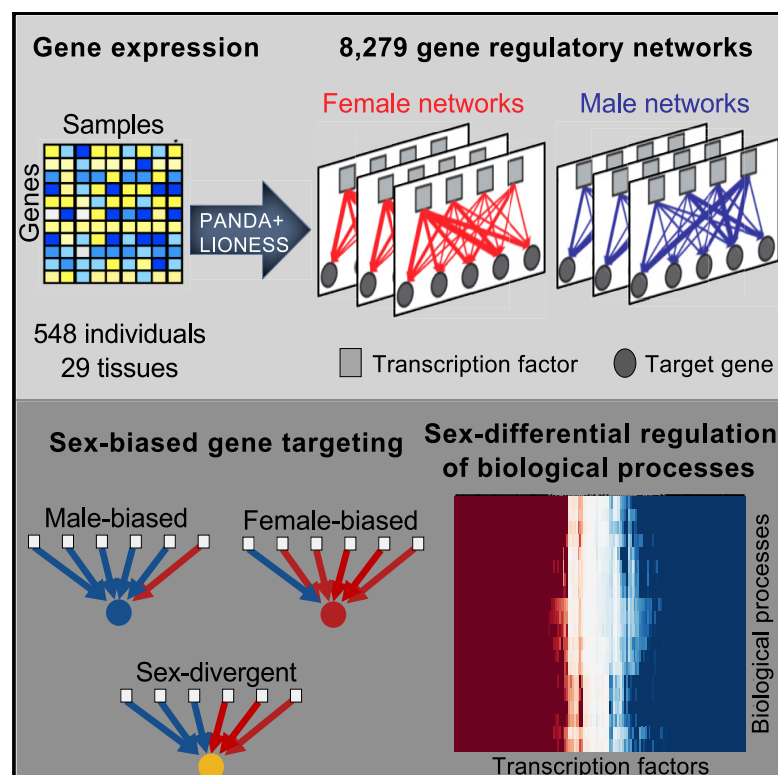 Gene expression
8,279 gene regulatory networks
Female networks
Male networks
Samples
Genes
PANDA+
LIONESS
548 individuals
29 tissues
Transcription factor
Target gene
Sex-biased gene targeting
Sex-differential regulation
of biological processes
Male-biased
Female-biased
Sex-divergent
Biological processes
Transcription factors